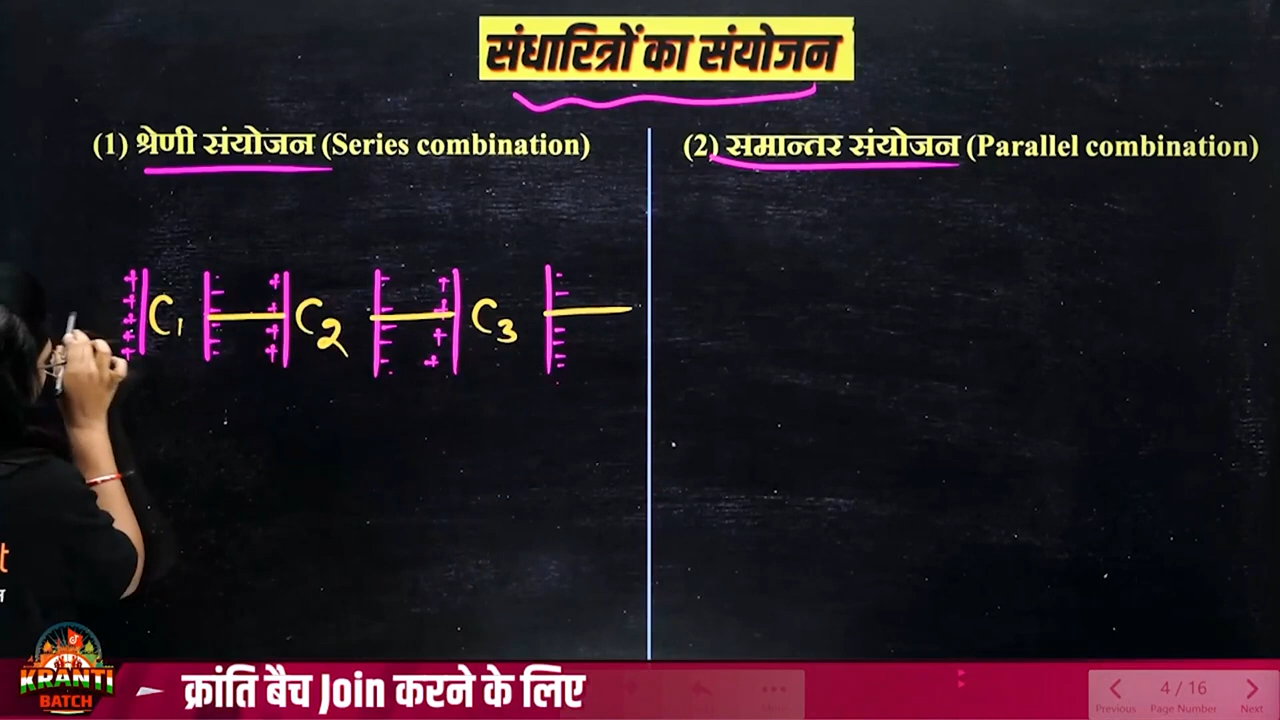 संधारित्रों का संयोजन
(1) श्रेणी संयोजन (Series combination)
(2) समान्तर संयोजन (Parallel combination)
C1 C2 C3
t
KRANTI
BATCH
क्रांति बैच Join करने के लिए
4 / 16
Previous Page Number Next